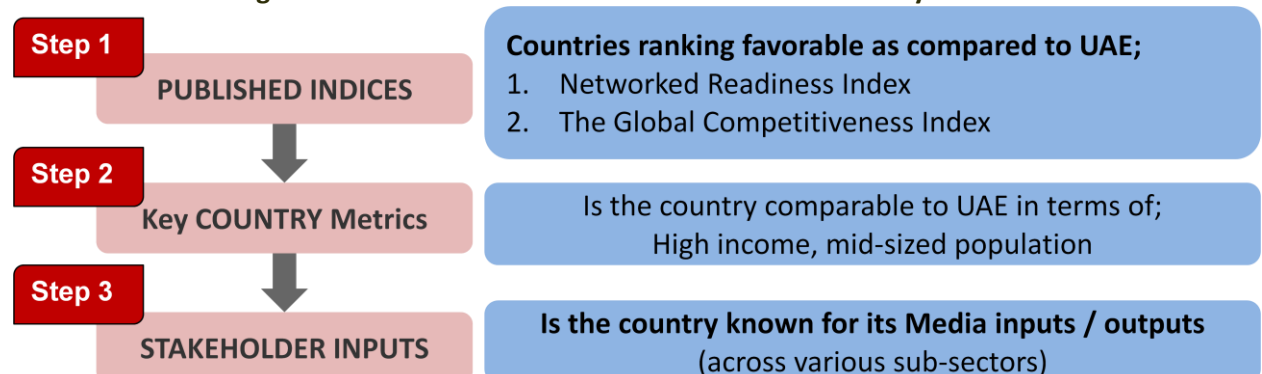 Step 1
PUBLISHED INDICES
Countries ranking favorable as compared to UAE;
1. Networked Readiness Index
2. The Global Competitiveness Index
Step 2
Key COUNTRY Metrics
Is the country comparable to UAE in terms of;
High income, mid-sized population
Step 3
STAKEHOLDER INPUTS
Is the country known for its Media inputs / outputs
(across various sub-sectors)